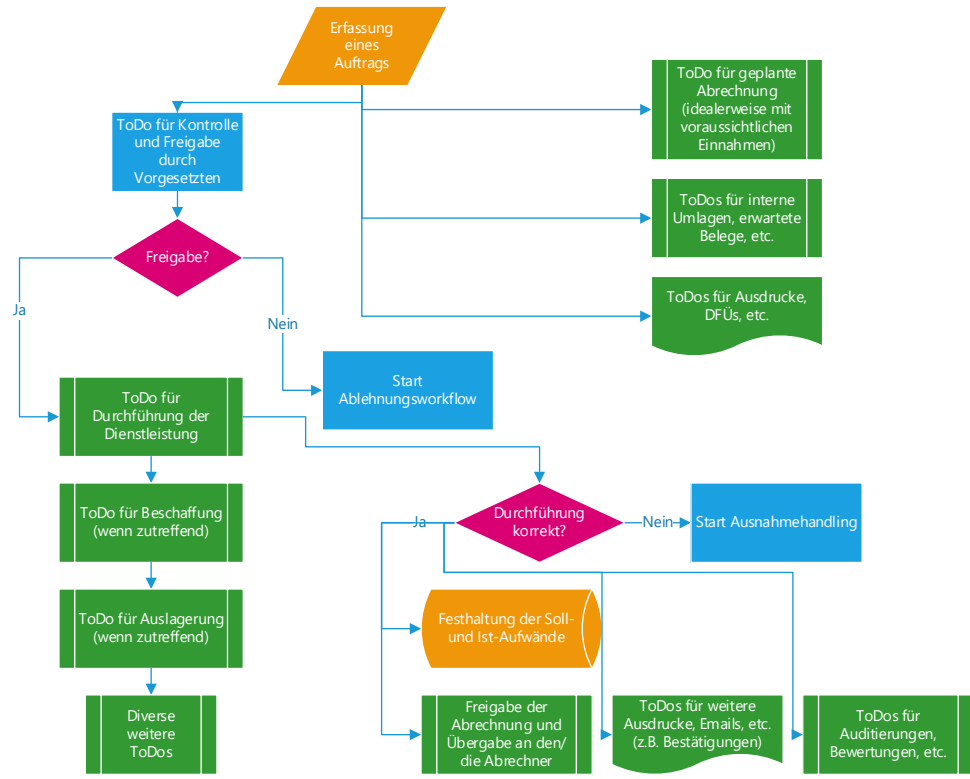 Erfassung
eines
Auftrags
ToDo für geplante
Abrechnung
(idealerweise mit
voraussichtlichen
Einnahmen)
ToDo für Kontrolle
und Freigabe
durch
Vorgesetzten
ToDos für interne
Umlagen, erwartete
Belege, etc.
Freigabe?
Ja
Nein
ToDos für Ausdrucke,
DFÜs, etc.
Start
Ablehnungsworkflow
ToDo für
Durchführung der
Dienstleistung
ToDo für Beschaffung
(wenn zutreffend)
Durchführung
korrekt?
Ja
Nein
Start Ausnahmehandling
ToDo für Auslagerung
(wenn zutreffend)
Festhaltung der Soll-
und Ist-Aufwände
Diverse
weitere
ToDos
Freigabe der
Abrechnung und
Übergabe an den/
die Abrechner
ToDos für weitere
Ausdrucke, Emails, etc.
(z.B. Bestätigungen)
ToDos für
Auditierungen,
Bewertungen, etc.